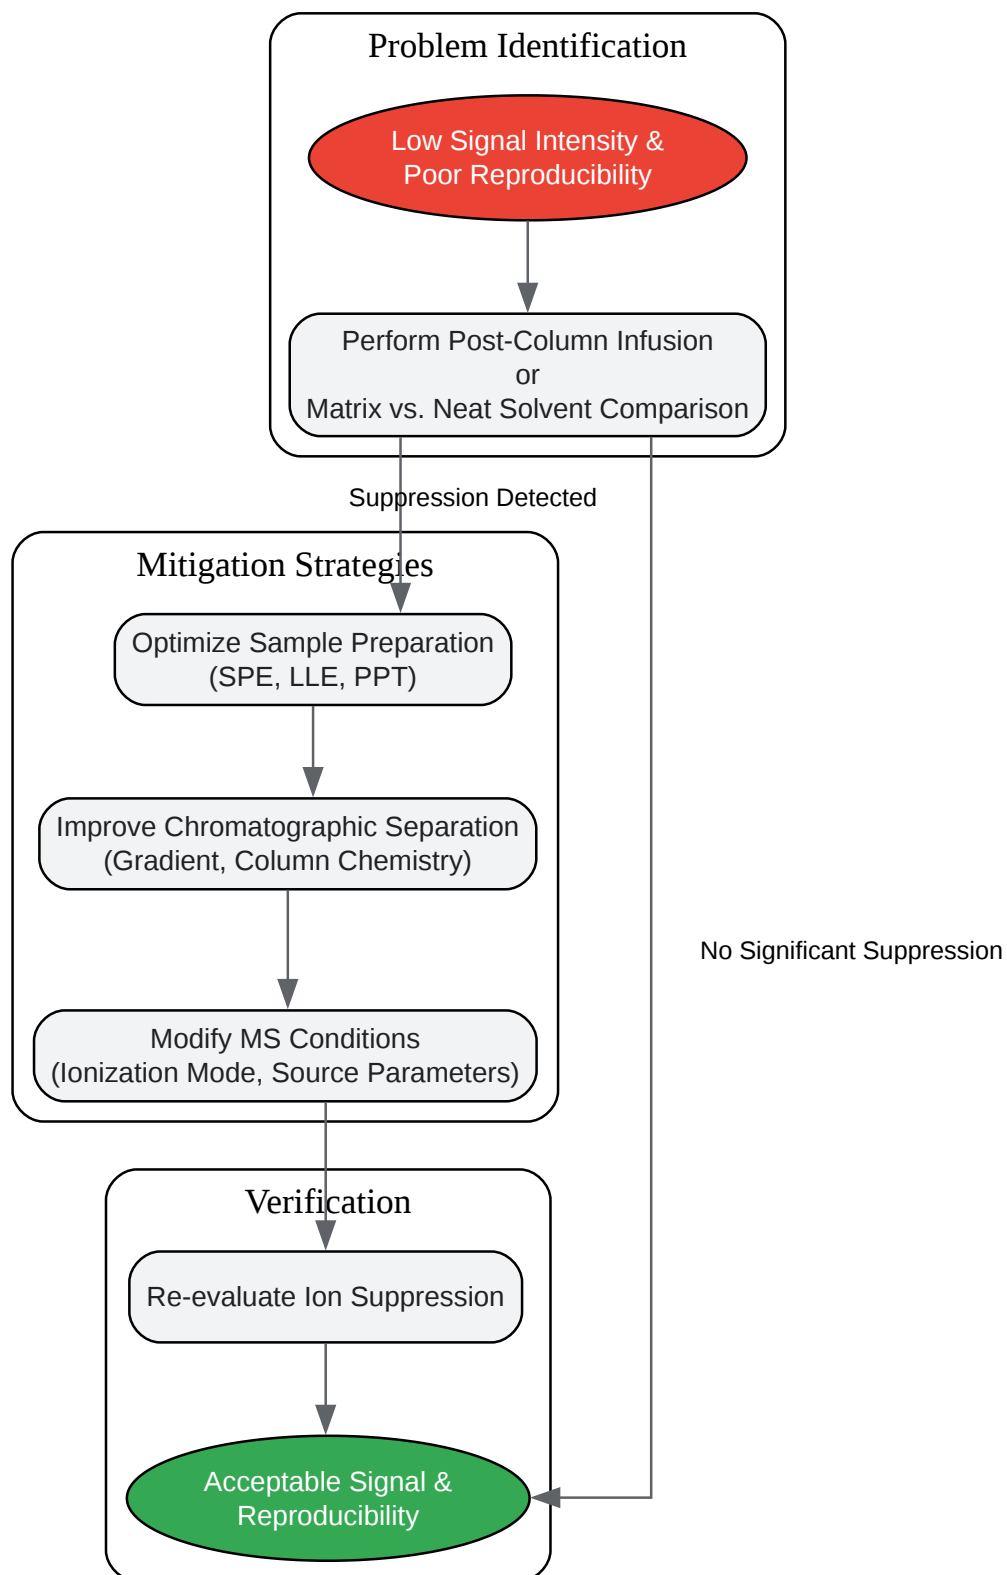 Problem Identification
Low Signal Intensity &
Poor Reproducibility
Perform Post-Column Infusion
or
Matrix vs. Neat Solvent Comparison
Suppression Detected
Mitigation Strategies
Optimize Sample Preparation
(SPE, LLE, PPT)
Improve Chromatographic Separation
(Gradient, Column Chemistry)
No Significant Suppression
Modify MS Conditions
(Ionization Mode, Source Parameters)
Verification
Re-evaluate Ion Suppression
Acceptable Signal &
Reproducibility